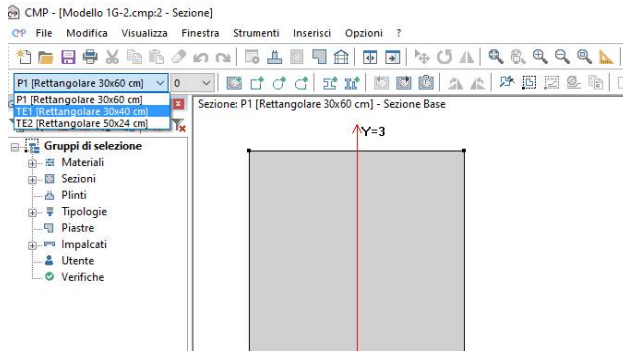 CMP - [Modello 1G-2.cmp:2 - Sezione]
CMP File Modifica Visualizza Finestra Strumenti Inserisci Opzioni ?
P1 [Rettangolare 30x60 cm] 0
P1 [Rettangolare 30x60 cm]
TE1 [Rettangolare 30x40 cm]
TE2 [Rettangolare 50x24 cm]
Sezione: P1 [Rettangolare 30x60 cm] - Sezione Base
Y=3
Gruppi di selezione
Materiali
Sezioni
Plinti
Tipologie
Piastre
Impalcati
Utente
Verifiche